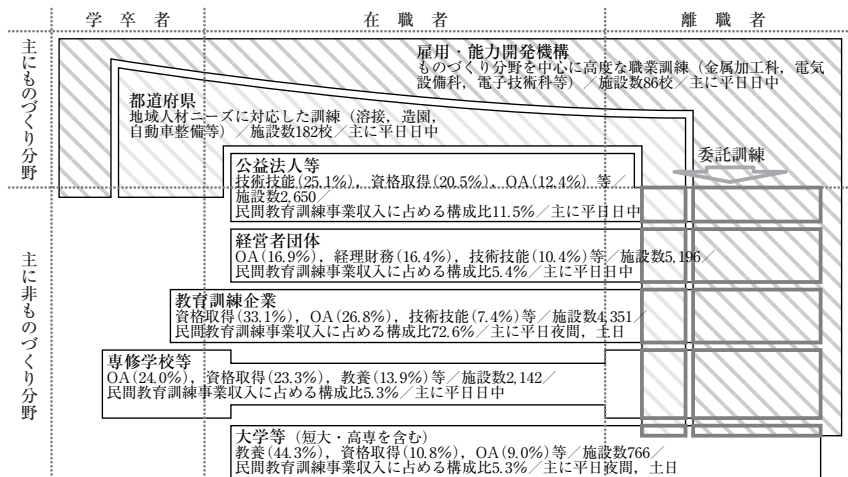 学卒者
在職者
離職者
主にものづくり分野
雇用・能力開発機構
ものづくり分野を中心に高度な職業訓練（金属加工科，電気
設備科，電子技術科等）／施設数86校／主に平日日中
都道府県
地域人材ニーズに対応した訓練（溶接，造園，
自動車整備等）／施設数182校／主に平日日中
委託訓練
公益法人等
技術技能(25.1%)，資格取得(20.5%)，OA(12.4%) 等／
施設数2,650／
民間教育訓練事業収入に占める構成比11.5%／主に平日日中
主に非ものづくり分野
経営者団体
OA(16.9%)，経理財務(16.4%)，技術技能(10.4%)等／施設数5,196／
民間教育訓練事業収入に占める構成比5.4%／主に平日日中
教育訓練企業
資格取得(33.1%)，OA(26.8%)，技術技能(7.4%)等／施設数4,351／
民間教育訓練事業収入に占める構成比72.6%／主に平日夜間，土日
専修学校等
OA(24.0%)，資格取得(23.3%)，教養(13.9%)等／施設数2,142／
民間教育訓練事業収入に占める構成比5.3%／主に平日日中
大学等（短大・高専を含む）
教養(44.3%)，資格取得(10.8%)，OA(9.0%)等／施設数766／
民間教育訓練事業収入に占める構成比5.3%／主に平日夜間，土日